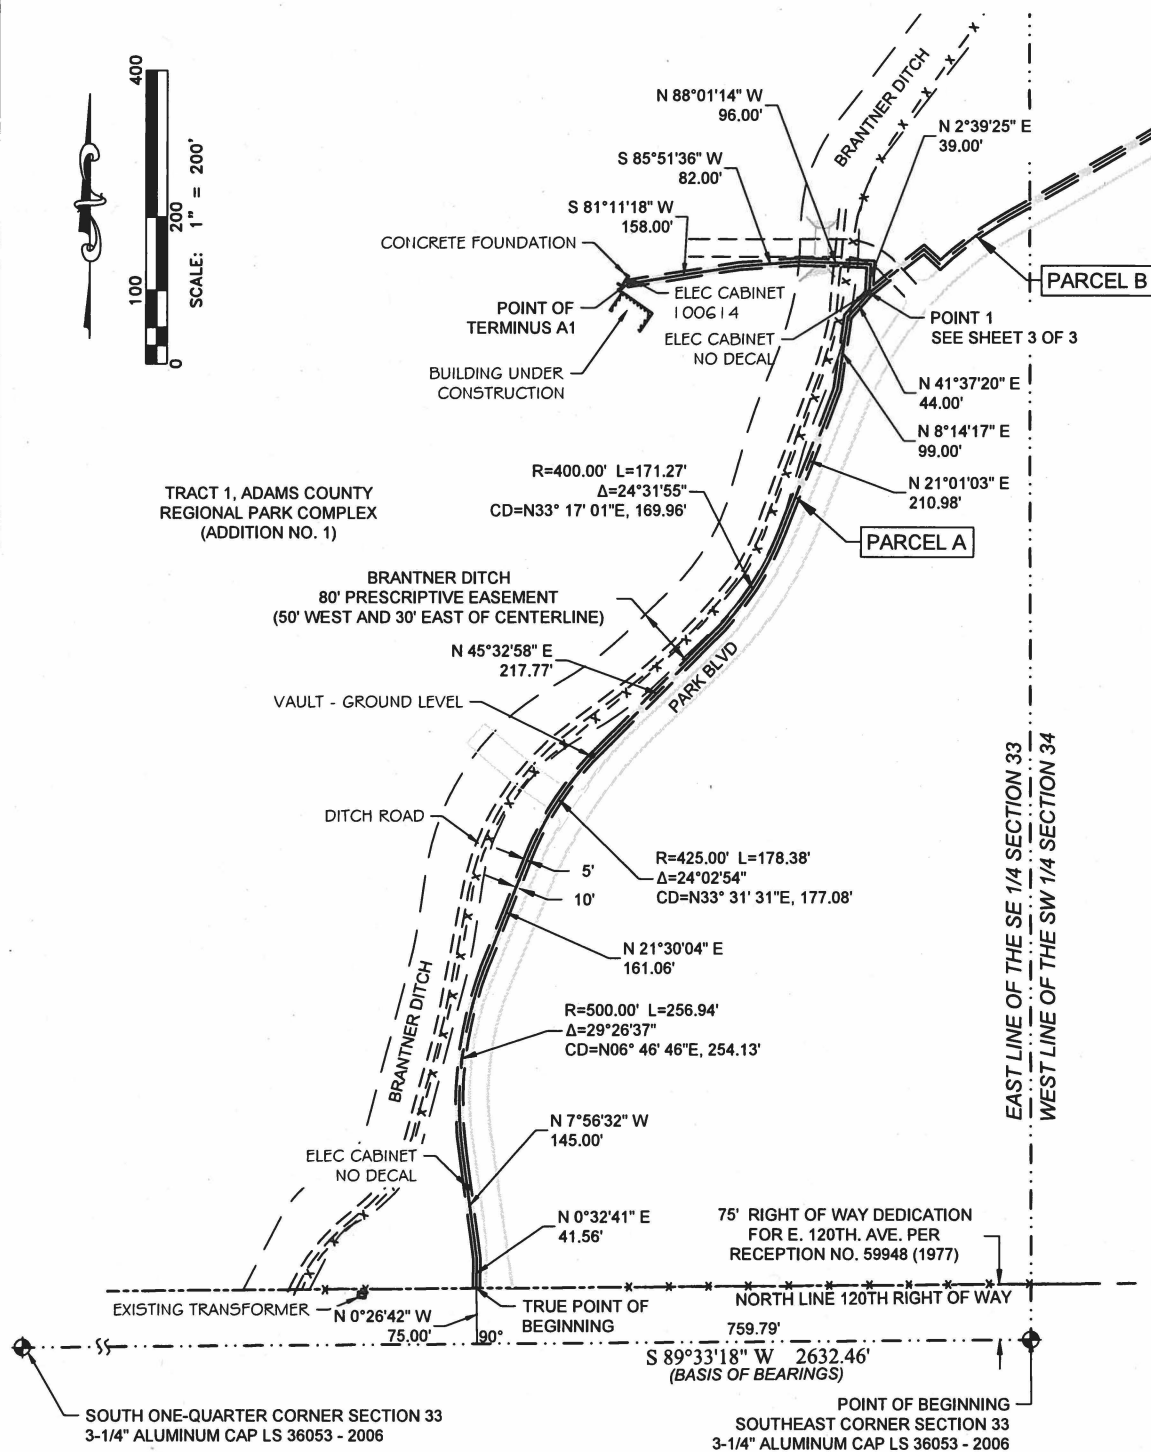 400
200
100
0
SCALE: 1" = 200'
N 88°01'14" W
96.00'
BRANTNER DITCH
N 2°39'25" E
39.00'
S 85°51'36" W
82.00'
S 81°11'18" W
158.00'
CONCRETE FOUNDATION
POINT OF
TERMINUS A1
ELEC CABINET
100614
ELEC CABINET
NO DECAL
BUILDING UNDER
CONSTRUCTION
PARCEL B
POINT 1
SEE SHEET 3 OF 3
N 41°37'20" E
44.00'
N 8°14'17" E
99.00'
N 21°01'03" E
210.98'
R=400.00' L=171.27'
Δ=24°31'55"
CD=N33° 17' 01"E, 169.96'
PARCEL A
TRACT 1, ADAMS COUNTY
REGIONAL PARK COMPLEX
(ADDITION NO. 1)
BRANTNER DITCH
80' PRESCRIPTIVE EASEMENT
(50' WEST AND 30' EAST OF CENTERLINE)
N 45°32'58" E
217.77'
PARK BLVD
VAULT - GROUND LEVEL
DITCH ROAD
5'
10'
R=425.00' L=178.38'
Δ=24°02'54"
CD=N33° 31' 31"E, 177.08'
EAST LINE OF THE SE 1/4 SECTION 33
WEST LINE OF THE SW 1/4 SECTION 34
N 21°30'04" E
161.06'
BRANTNER DITCH
R=500.00' L=256.94'
Δ=29°26'37"
CD=N06° 46' 46"E, 254.13'
N 7°56'32" W
145.00'
ELEC CABINET
NO DECAL
N 0°32'41" E
41.56'
75' RIGHT OF WAY DEDICATION
FOR E. 120TH. AVE. PER
RECEPTION NO. 59948 (1977)
EXISTING TRANSFORMER
N 0°26'42" W
75.00'
90°
TRUE POINT OF
BEGINNING
NORTH LINE 120TH RIGHT OF WAY
759.79'
S 89°33'18" W 2632.46'
(BASIS OF BEARINGS)
SOUTH ONE-QUARTER CORNER SECTION 33
3-1/4" ALUMINUM CAP LS 36053 - 2006
POINT OF BEGINNING
SOUTHEAST CORNER SECTION 33
3-1/4" ALUMINUM CAP LS 36053 - 2006